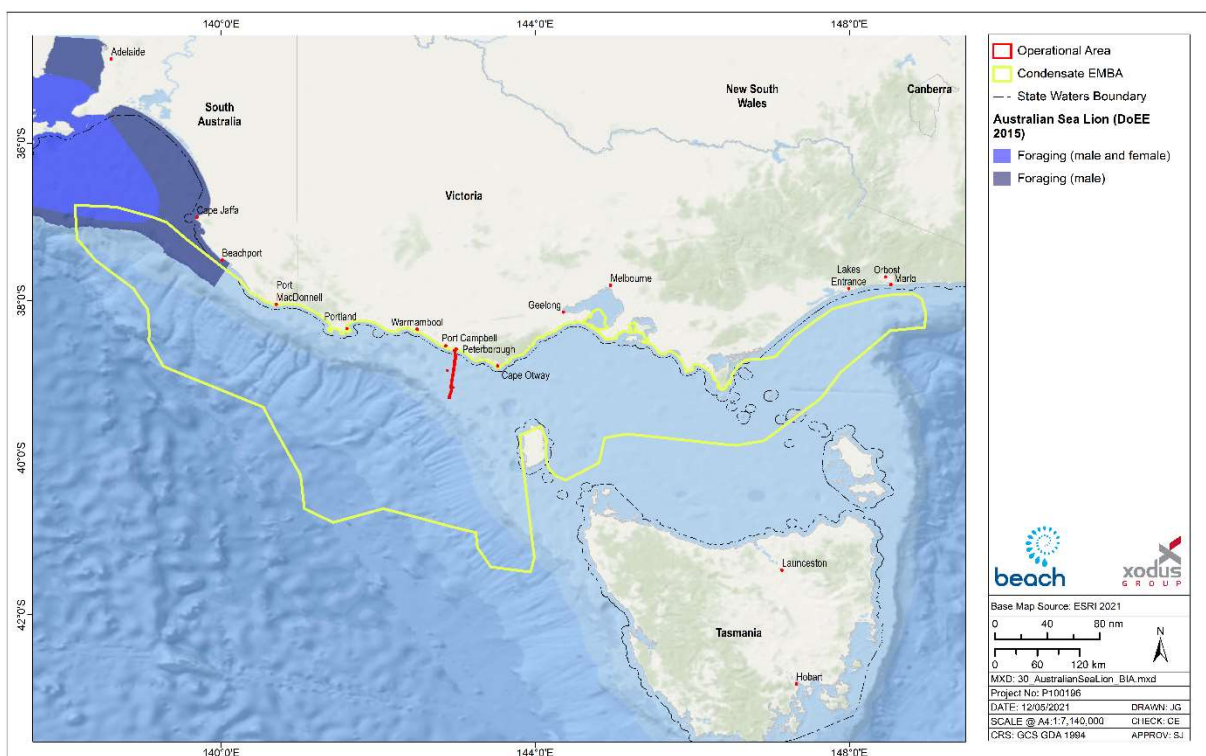 140°0'E
144°0'E
148°0'E
36°0'S
38°0'S
40°0'S
42°0'S
Adelaide
South
Australia
New South
Wales
Canberra
Victoria
Cape Jaffa
Beachport
Port
MacDonnell
Portland
Warrnambool
Port Campbell
Peterborough
Cape Otway
Geelong
Melbourne
Lakes
Entrance
Orbost
Marlo
Launceston
Tasmania
Hobart
140°0'E
144°0'E
148°0'E
Operational Area
Condensate EMBA
State Waters Boundary
Australian Sea Lion (DoEE
2015)
Foraging (male and female)
Foraging (male)
beach
xodus
GROUP
Base Map Source: ESRI 2021
0 40 80 nm
0 60 120 km
N
MXD: 30_AustralianSeaLion_BIA.mxd
Project No: P100196
DATE: 12/05/2021 DRAWN: JG
SCALE @ A4:1:7,140,000 CHECK: CE
CRS: GCS GDA 1994 APPROV: SJ